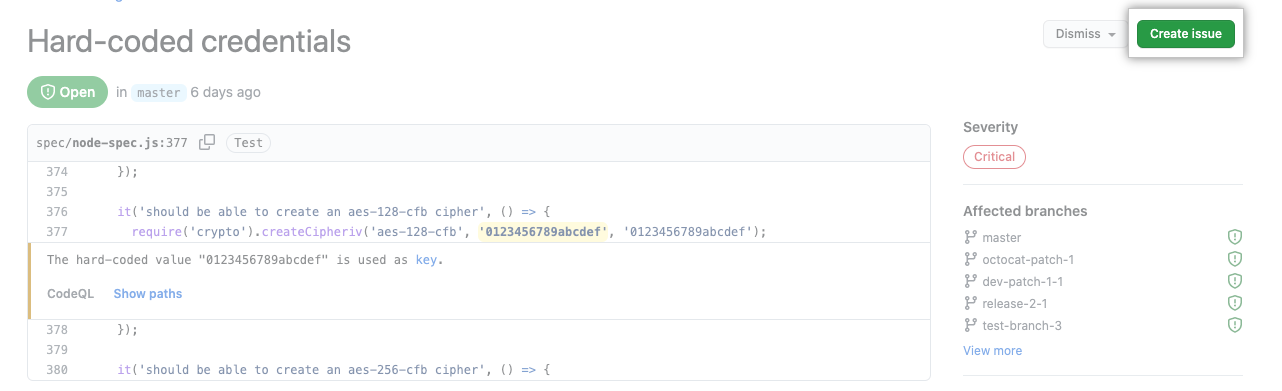 Hard-coded credentials
Dismiss
Create issue
Open in master 6 days ago
spec/node-spec.js:377 Test
374 });
375
376 it('should be able to create an aes-128-cfb cipher', () => {
377 require('crypto').createCipheriv('aes-128-cfb', '0123456789abcdef', '0123456789abcdef');
The hard-coded value "0123456789abcdef" is used as key.
CodeQL Show paths
378 });
379
380 it('should be able to create an aes-256-cfb cipher', () => {
Severity
Critical
Affected branches
master
octocat-patch-1
dev-patch-1-1
release-2-1
test-branch-3
View more